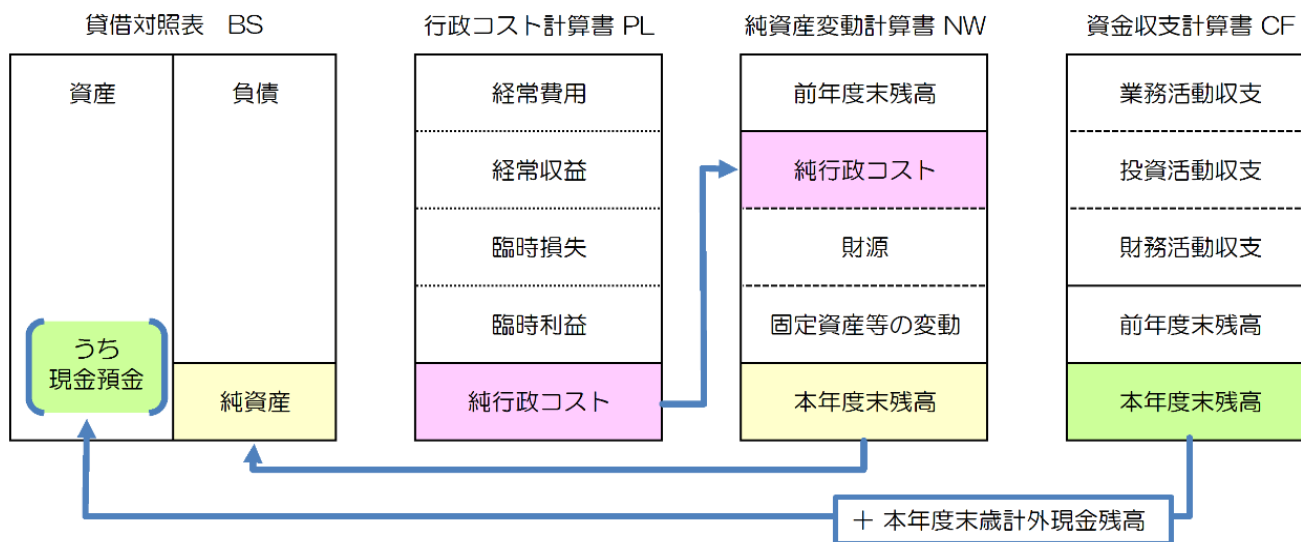 貸借対照表 BS
資産
負債
うち
現金預金
純資産
行政コスト計算書 PL
経常費用
経常収益
臨時損失
臨時利益
純行政コスト
純資産変動計算書 NW
前年度末残高
純行政コスト
財源
固定資産等の変動
本年度末残高
資金収支計算書 CF
業務活動収支
投資活動収支
財務活動収支
前年度末残高
本年度末残高
＋ 本年度末歳計外現金残高